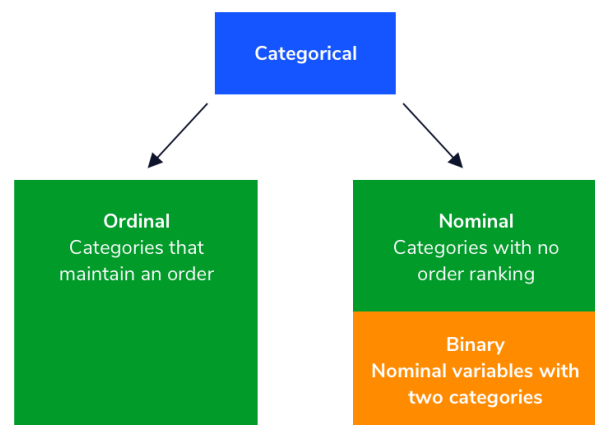 Categorical
Ordinal
Categories that
maintain an order
Nominal
Categories with no
order ranking
Binary
Nominal variables with
two categories